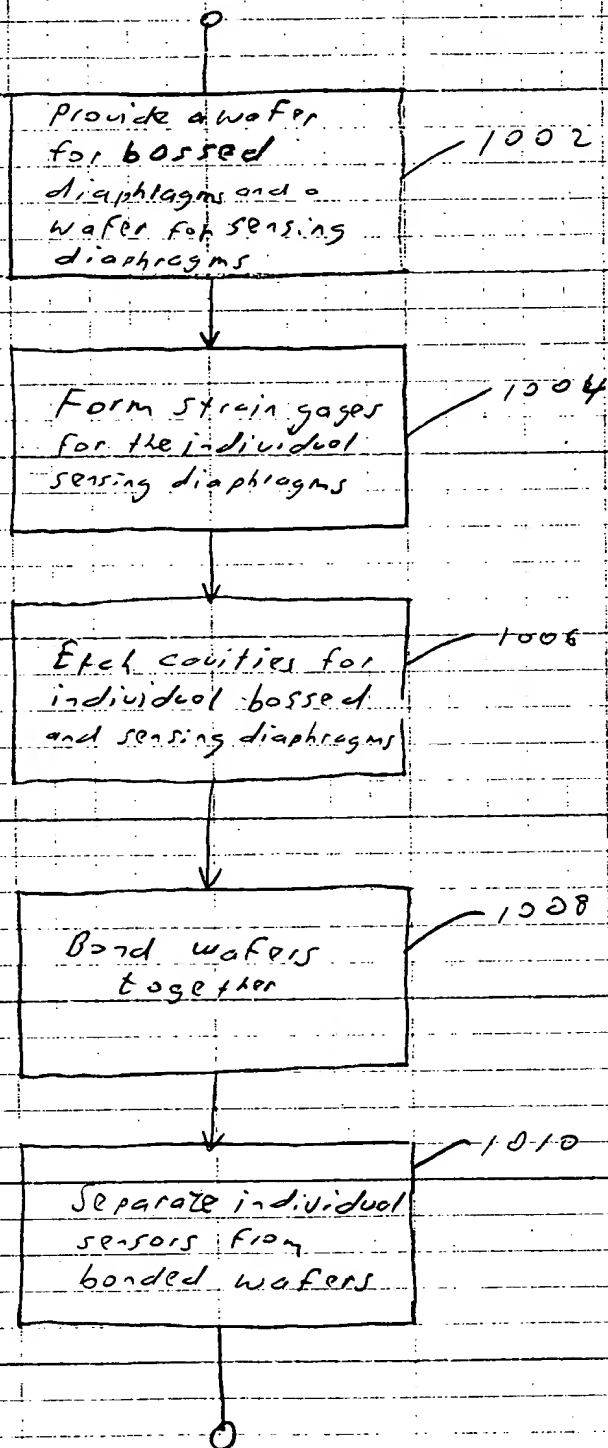 Provide a wafer
for bossed
diaphragms and a
wafer for sensing
diaphragms
1002
Form strain gages
for the individual
sensing diaphragms
1004
Etch cavities for
individual bossed
and sensing diaphragms
1006
Bond wafers
together
1008
Separate individual
sensors from
bonded wafers
1010